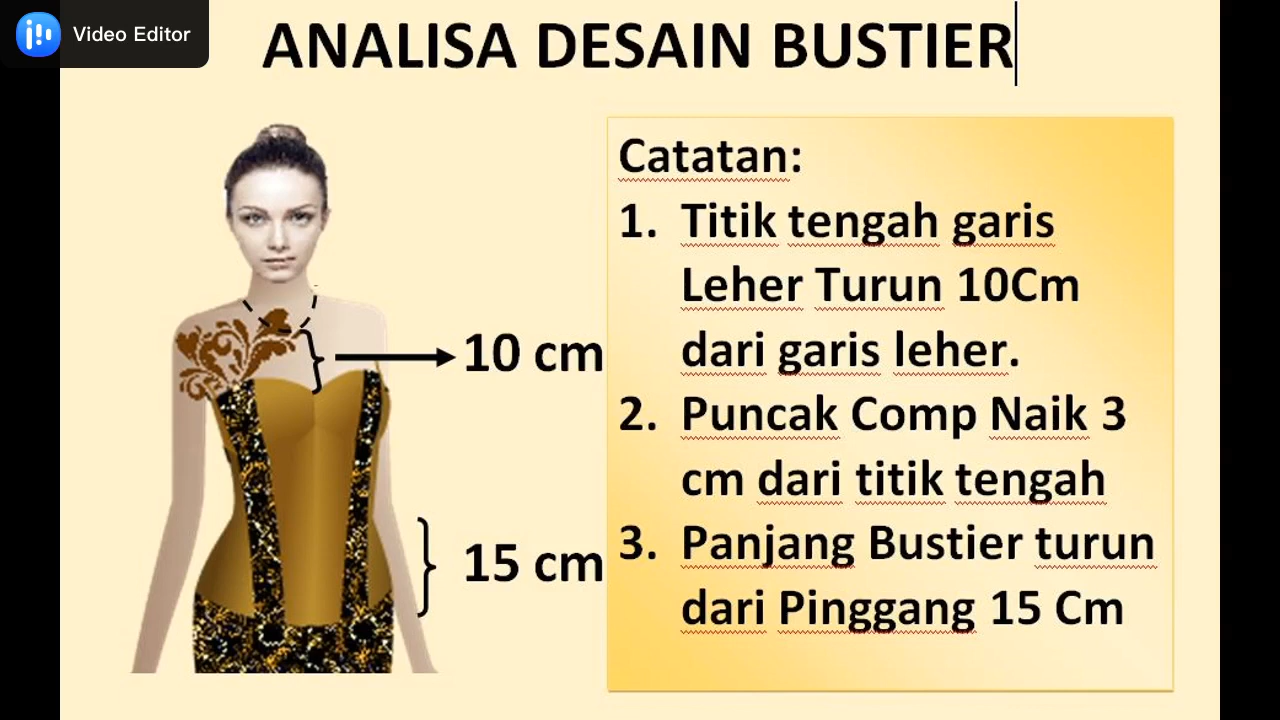 Video Editor
ANALISA DESAIN BUSTIER
10 cm
15 cm
Catatan:
1. Titik tengah garis
Leher Turun 10Cm
dari garis leher.
2. Puncak Comp Naik 3
cm dari titik tengah
3. Panjang Bustier turun
dari Pinggang 15 Cm